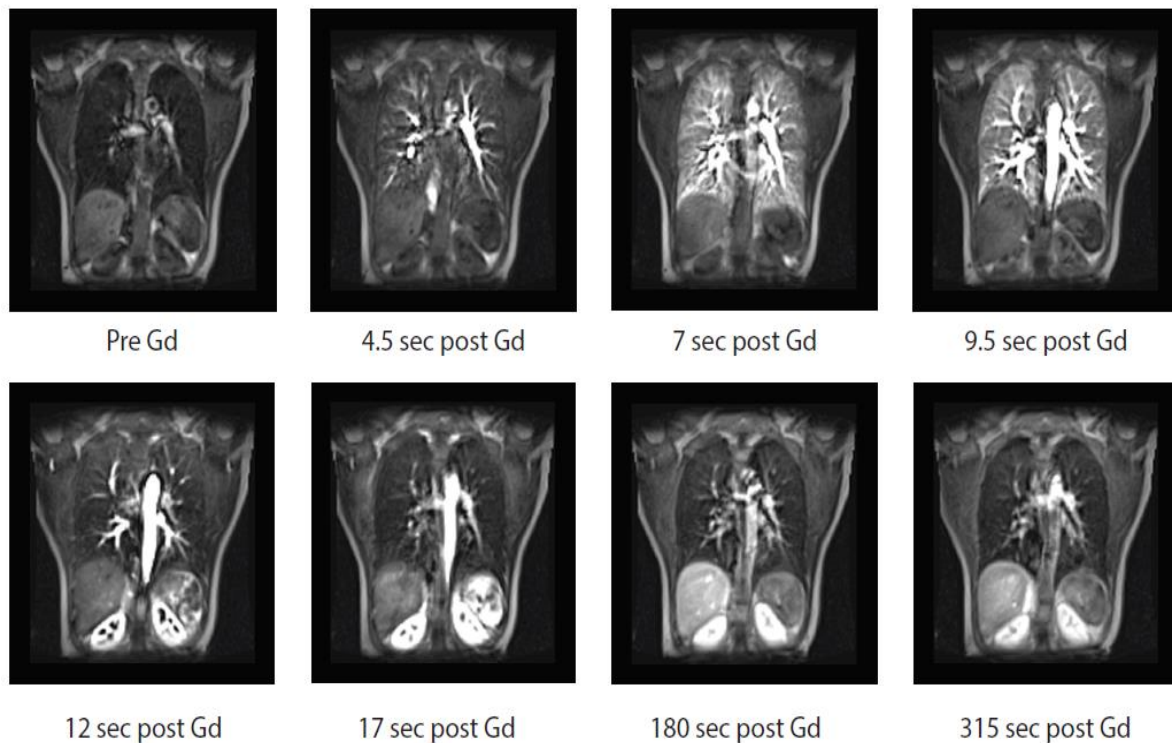 Pre Gd
4.5 sec post Gd
7 sec post Gd
9.5 sec post Gd
12 sec post Gd
17 sec post Gd
180 sec post Gd
315 sec post Gd